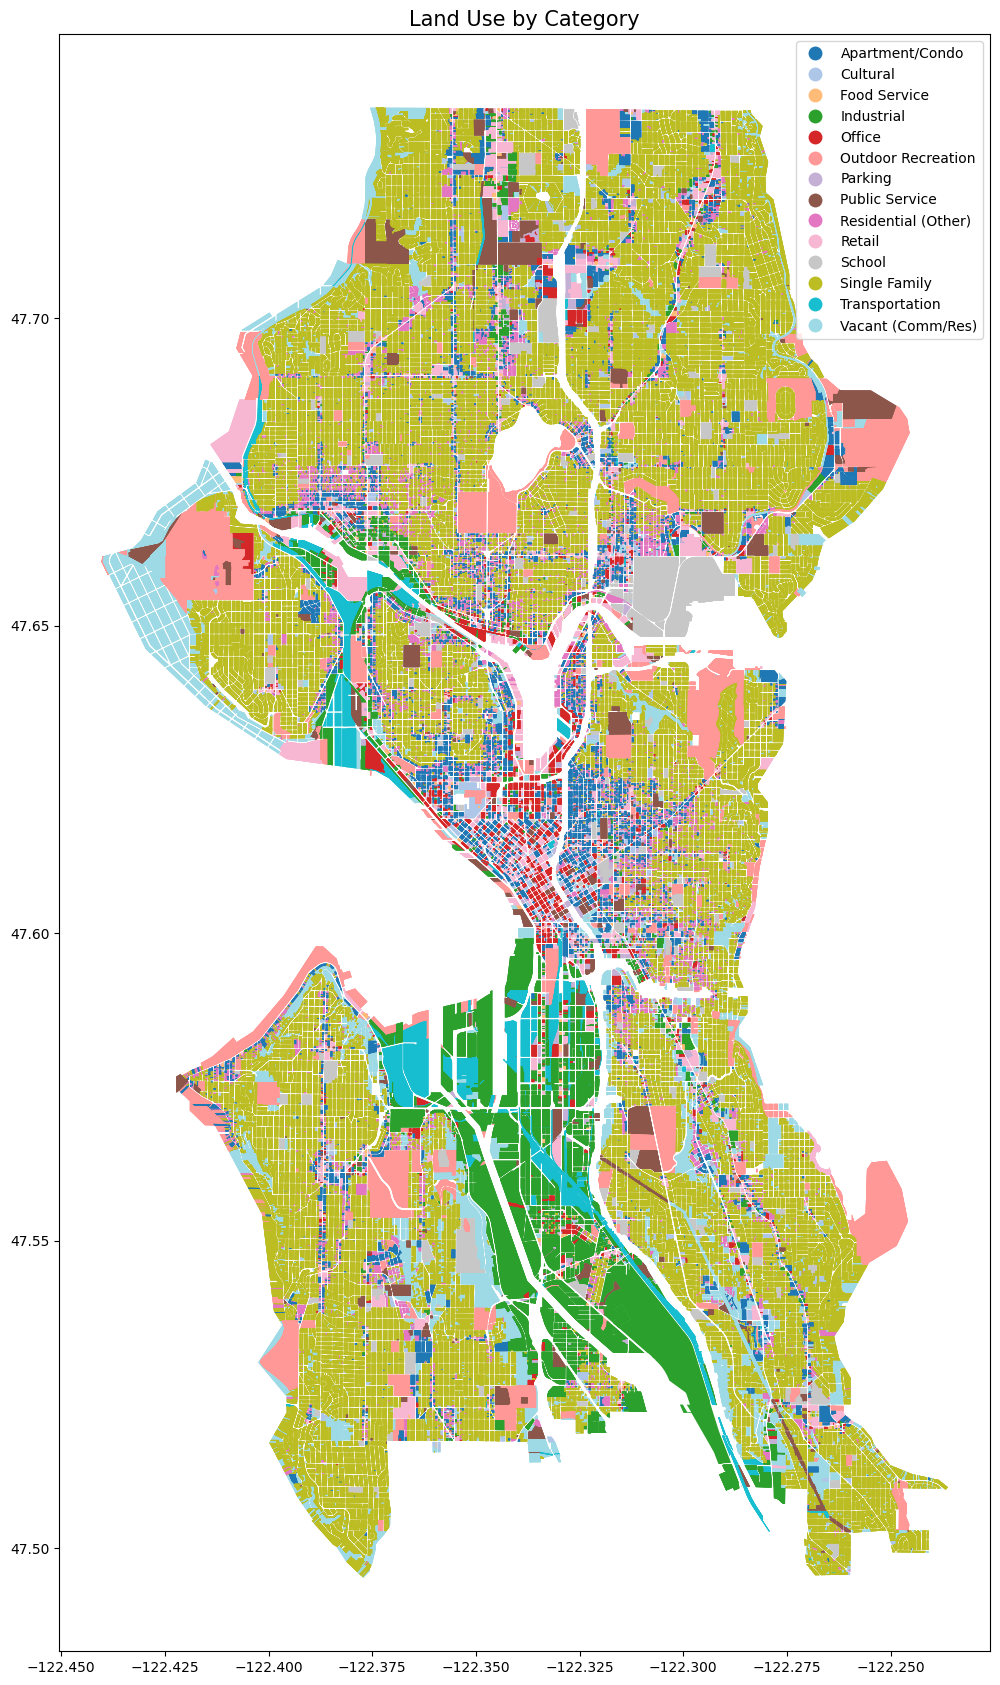 Land Use by Category
Apartment/Condo
Cultural
Food Service
Industrial
Office
Outdoor Recreation
Parking
Public Service
Residential (Other)
Retail
School
Single Family
Transportation
Vacant (Comm/Res)
47.70
47.65
47.60
47.55
47.50
−122.450
−122.425
−122.400
−122.375
−122.350
−122.325
−122.300
−122.275
−122.250